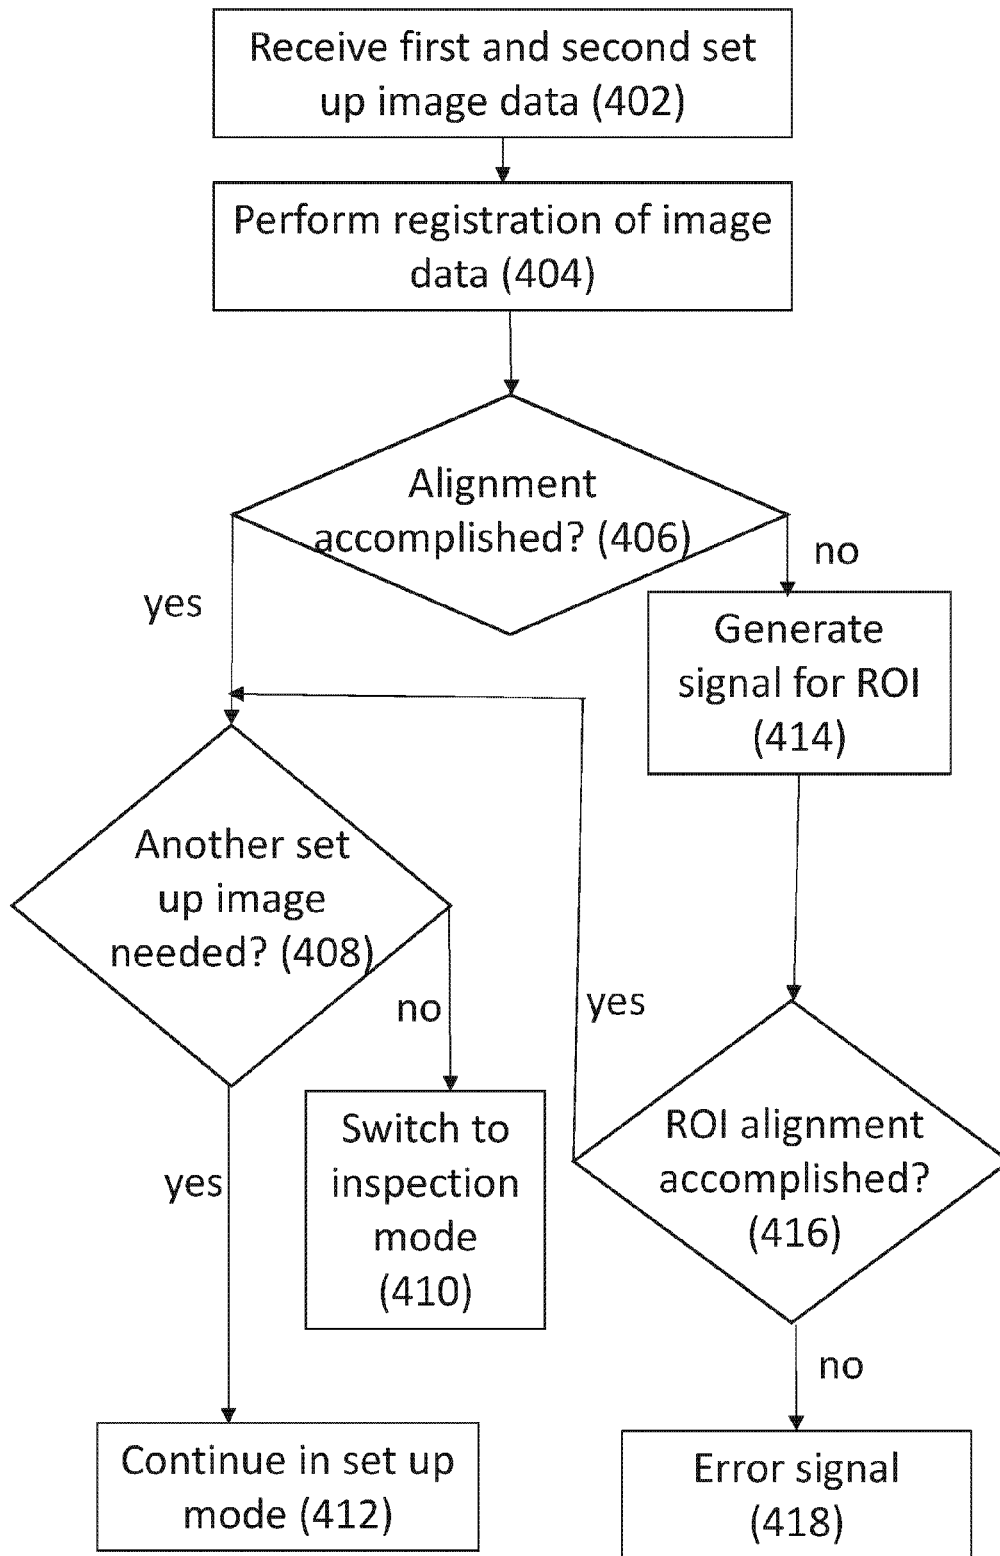 Receive first and second set
up image data (402)
Perform registration of image
data (404)
Alignment
accomplished? (406)
no
yes
Generate
signal for ROI
(414)
Another set
up image
needed? (408)
no
yes
Switch to
inspection
mode
(410)
ROI alignment
accomplished?
(416)
yes
no
Continue in set up
mode (412)
Error signal
(418)